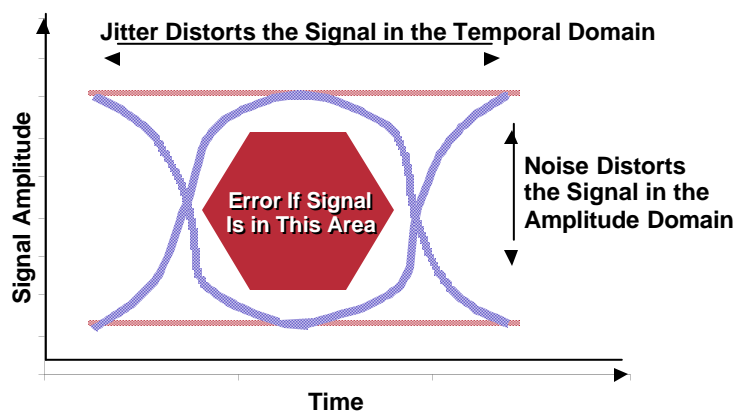 Jitter Distorts the Signal in the Temporal Domain
Signal Amplitude
Error If Signal
Is in This Area
Noise Distorts
the Signal in the
Amplitude Domain
Time